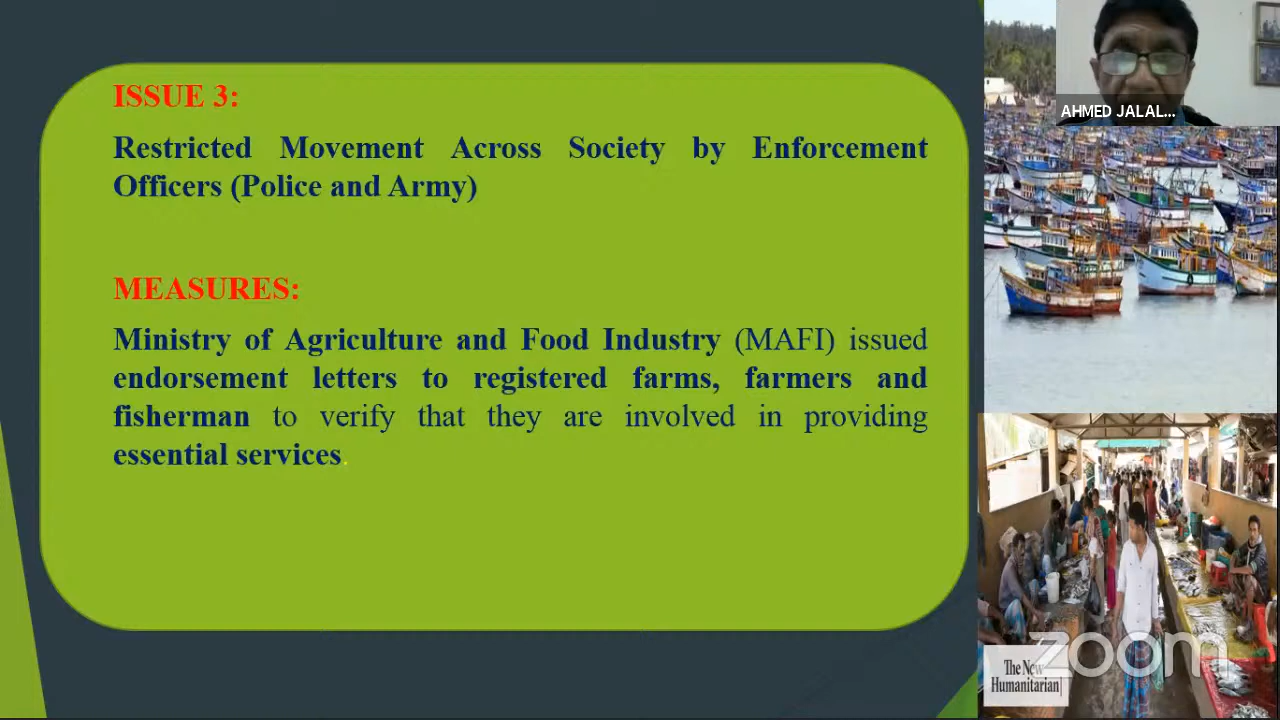 ISSUE 3:
Restricted Movement Across Society by Enforcement
Officers (Police and Army)
MEASURES:
Ministry of Agriculture and Food Industry (MAFI) issued
endorsement letters to registered farms, farmers and
fisherman to verify that they are involved in providing
essential services.
AHMED JALAL...
The New
Humanitarian
zoom